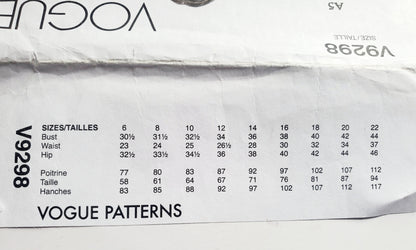 VOGUE
A5
SIZE/TAILLE
V9298
V9298
SIZES/TAILLES 6 8 10 12 14 16 18 20 22
Bust 30½ 31½ 32½ 34 36 38 40 42 44
Waist 23 24 25 26½ 28 30 32 34 37
Hip 32½ 33½ 34½ 36 38 40 42 44 46
Poitrine 77 80 83 87 92 97 102 107 112
Taille 58 61 64 67 71 76 81 87 94
Hanches 83 85 88 92 97 102 107 112 117
VOGUE PATTERNS